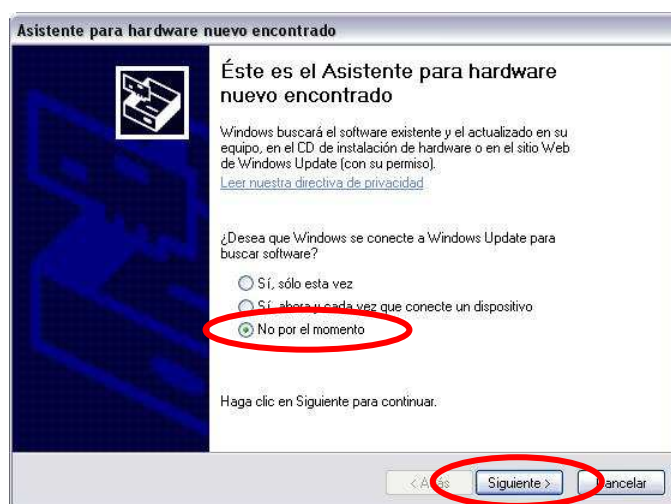 Asistente para hardware nuevo encontrado
Éste es el Asistente para hardware
nuevo encontrado
Windows buscará el software existente y el actualizado en su
equipo, en el CD de instalación de hardware o en el sitio Web
de Windows Update (con su permiso).
Leer nuestra directiva de privacidad
¿Desea que Windows se conecte a Windows Update para
buscar software?
Sí, sólo esta vez
Sí, ahora y cada vez que conecte un dispositivo
No por el momento
Haga clic en Siguiente para continuar.
< Atrás
Siguiente >
Cancelar